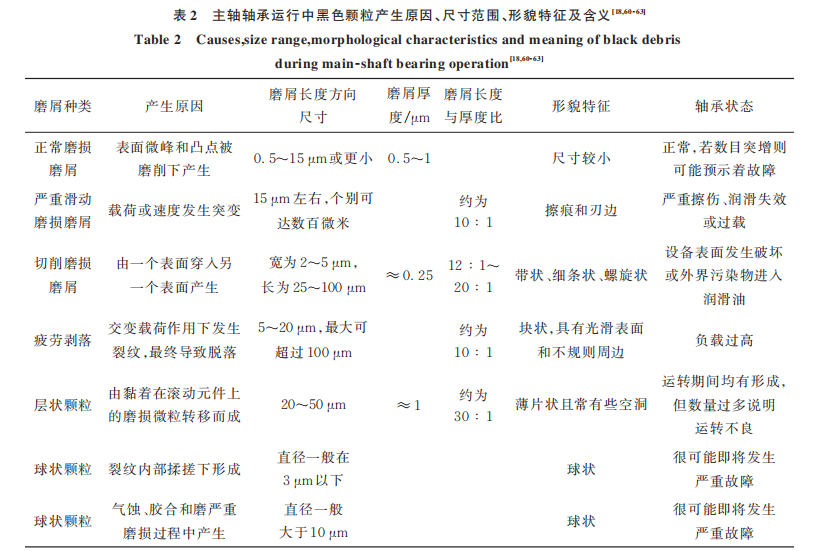 表 2 主轴轴承运行中黑色颗粒产生原因、尺寸范围、形貌特征及含义[18,60-63]
Table 2 Causes,size range,morphological characteristics and meaning of black debris
during main-shaft bearing operation[18,60-63]
磨屑种类 产生原因 磨屑长度方向尺寸 磨屑厚度/μm 磨屑长度与厚度比 形貌特征 轴承状态
正常磨损磨屑 表面微峰和凸点被磨削下产生 0.5～15 μm或更小 0.5～1 尺寸较小 正常,若数目突增则可能预示着故障
严重滑动磨损磨屑 载荷或速度发生突变 15 μm左右,个别可达数百微米 约为10：1 擦痕和刃边 严重擦伤、润滑失效或过载
切削磨损磨屑 由一个表面穿入另一个表面产生 宽为2～5 μm,长为25～100 μm ≈0.25 12：1～20：1 带状、细条状、螺旋状 设备表面发生破坏或外界污染物进入润滑油
疲劳剥落 交变载荷作用下发生裂纹,最终导致脱落 5～20 μm,最大可超过100 μm 约为10：1 块状,具有光滑表面和不规则周边 负载过高
层状颗粒 由黏着在滚动元件上的磨损微粒转移而成 20～50 μm ≈1 约为30：1 薄片状且常有些空洞 运转期间均有形成,但数量过多说明运转不良
球状颗粒 裂纹内部揉搓下形成 直径一般在3 μm以下 球状 很可能即将发生严重故障
球状颗粒 气蚀、胶合和磨严重磨损过程中产生 直径一般大于10 μm 球状 很可能即将发生严重故障